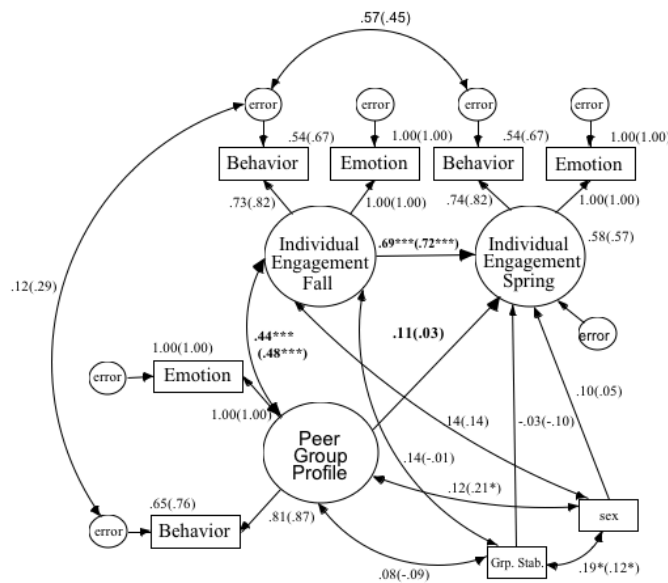 .57(.45)
error
error
error
error
.54(.67)
1.00(1.00)
.54(.67)
1.00(1.00)
Behavior
Emotion
Behavior
Emotion
.73(.82)
1.00(1.00)
.74(.82)
1.00(1.00)
Individual
Engagement
Fall
.69***(.72***)
Individual
Engagement
Spring
.58(.57)
.12(.29)
.44***
(.48***)
.11(.03)
error
1.00(1.00)
error
Emotion
1.00(1.00)
.10(.05)
Peer
Group
Profile
14(.14)
-.03(-.10)
.14(-.01)
.12(.21*)
.65(.76)
.81(.87)
error
Behavior
sex
Grp. Stab.
.08(-.09)
.19*(.12*)